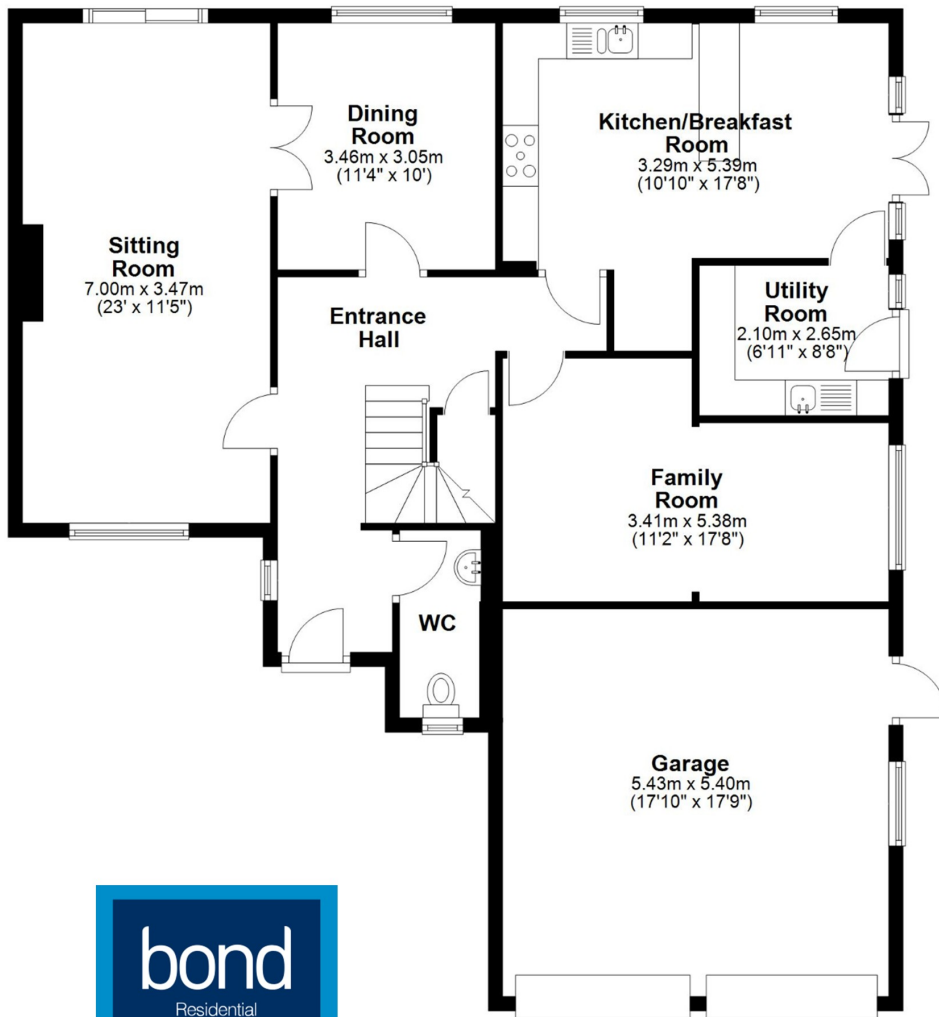 Dining
Room
3.46m x 3.05m
(11'4" x 10')
Kitchen/Breakfast
Room
3.29m x 5.39m
(10'10" x 17'8")
Sitting
Room
7.00m x 3.47m
(23' x 11'5")
Entrance
Hall
Utility
Room
2.10m x 2.65m
(6'11" x 8'8")
Family
Room
3.41m x 5.38m
(11'2" x 17'8")
WC
Garage
5.43m x 5.40m
(17'10" x 17'9")
bond
Residential